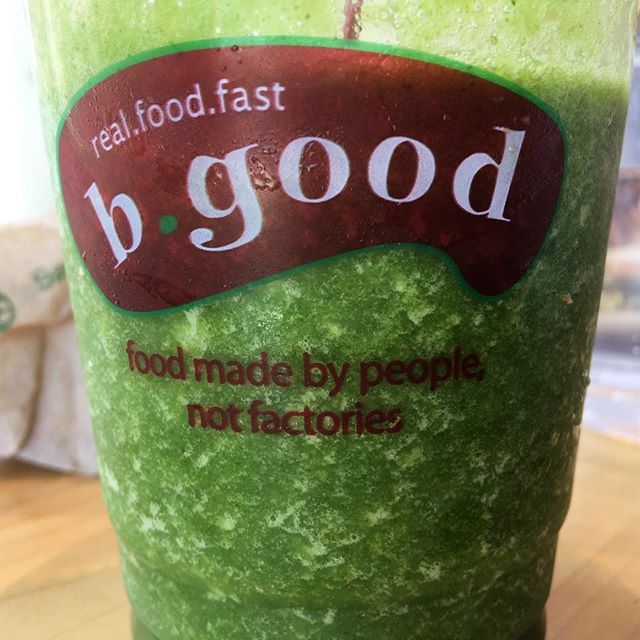 real.food.fast
b.good
food made by people,
not factories